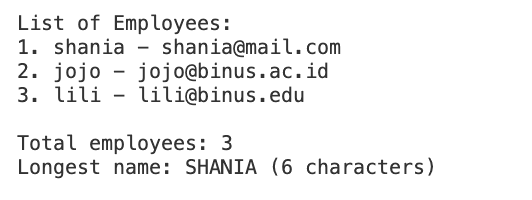 List of Employees:
1. shania – shania@mail.com
2. jojo – jojo@binus.ac.id
3. lili – lili@binus.edu
Total employees: 3
Longest name: SHANIA (6 characters)